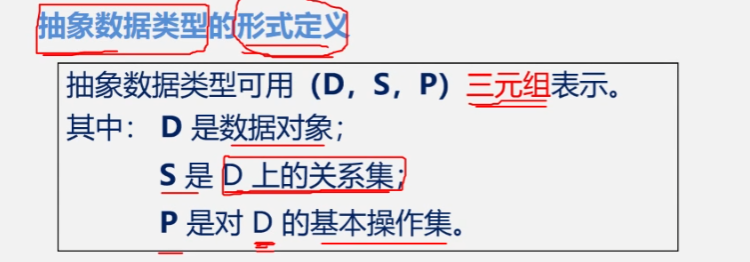 抽象数据类型的形式定义
抽象数据类型可用（D，S，P）三元组表示。
其中： D 是数据对象；
S 是 D 上的关系集；
P 是对 D 的基本操作集。